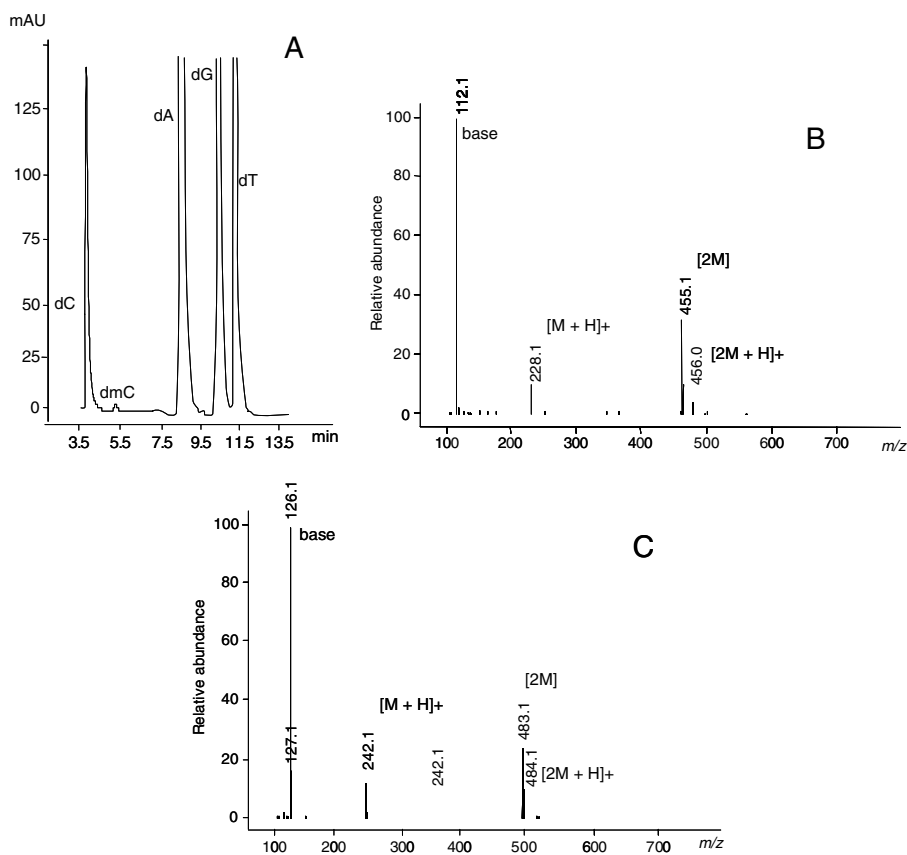 mAU
A
125
100
75
50
25
0
dC
dmC
dA
dG
dT
3.5 5.5 7.5 9.5 11.5 13.5 min
B
Relative abundance
100
80
60
40
20
0
112.1
base
[M + H]+
228.1
[2M]
455.1
456.0
[2M + H]+
100 200 300 400 500 600 700 m/z
C
Relative abundance
100
80
60
40
20
0
126.1
base
127.1
[M + H]+
242.1
242.1
[2M]
483.1
484.1
[2M + H]+
100 200 300 400 500 600 700 m/z